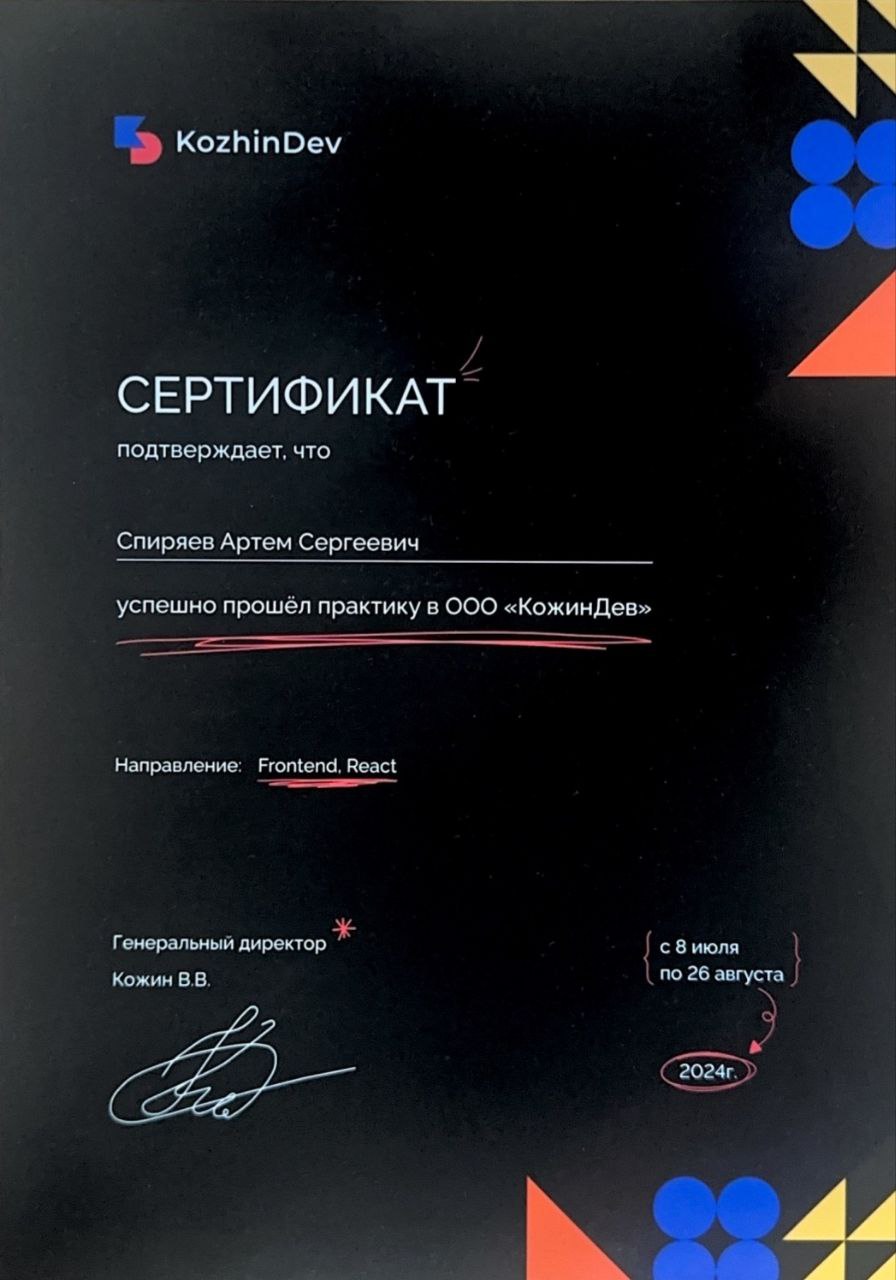 KozhinDev
СЕРТИФИКАТ
подтверждает, что
Спиряев Артем Сергеевич
успешно прошёл практику в ООО «КожинДев»
Направление: Frontend, React
Генеральный директор
Кожин В.В.
с 8 июля
по 26 августа
2024г.